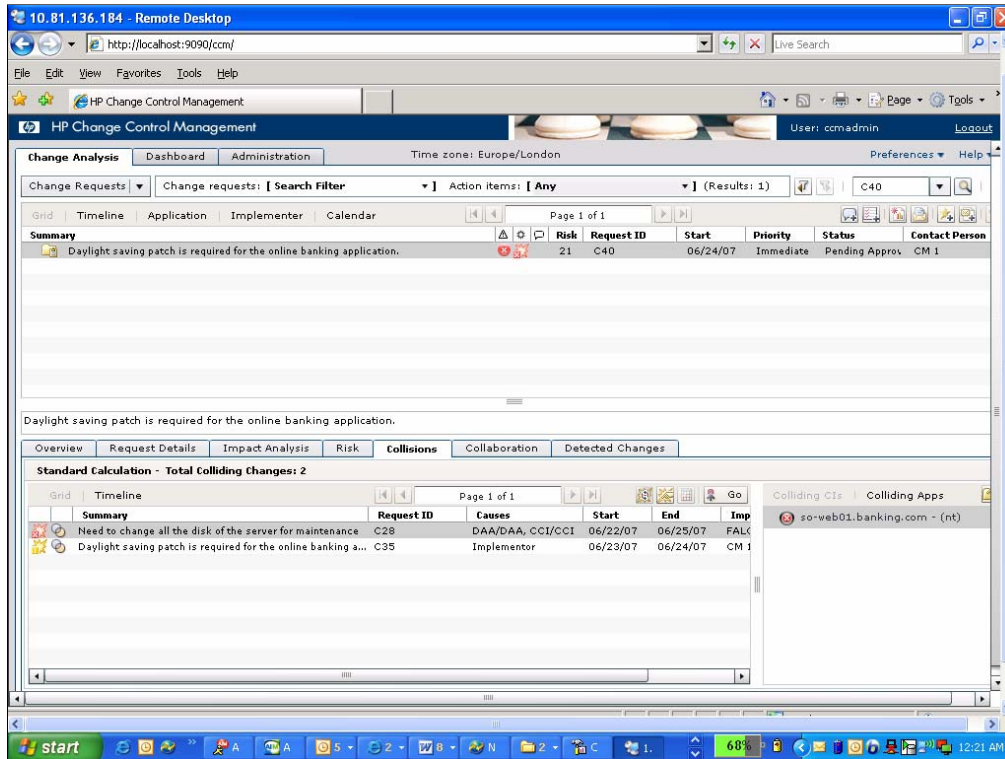 10.81.136.184 - Remote Desktop
http://localhost:9090/ccm/
Live Search
File Edit View Favorites Tools Help
HP Change Control Management
Page Tools
HP Change Control Management
User: ccmadmin Logout
Change Analysis Dashboard Administration Time zone: Europe/London Preferences Help
Change Requests Change requests: [ Search Filter ] Action items: [ Any ] (Results: 1) C40
Grid Timeline Application Implementer Calendar Page 1 of 1
Summary Risk Request ID Start Priority Status Contact Person
Daylight saving patch is required for the online banking application. 21 C40 06/24/07 Immediate Pending Approv CM 1
Daylight saving patch is required for the online banking application.
Overview Request Details Impact Analysis Risk Collisions Collaboration Detected Changes
Standard Calculation - Total Colliding Changes: 2
Grid Timeline Page 1 of 1 Go Colliding CIs Colliding Apps
Summary Request ID Causes Start End Imp
Need to change all the disk of the server for maintenance C28 DAA/DAA, CCI/CCI 06/22/07 06/25/07 FALC
Daylight saving patch is required for the online banking a... C35 Implementor 06/23/07 06/24/07 CM 1
so-web01.banking.com - (nt)
start A A 5 2 8 N 2 C 1. 68% 12:21 AM